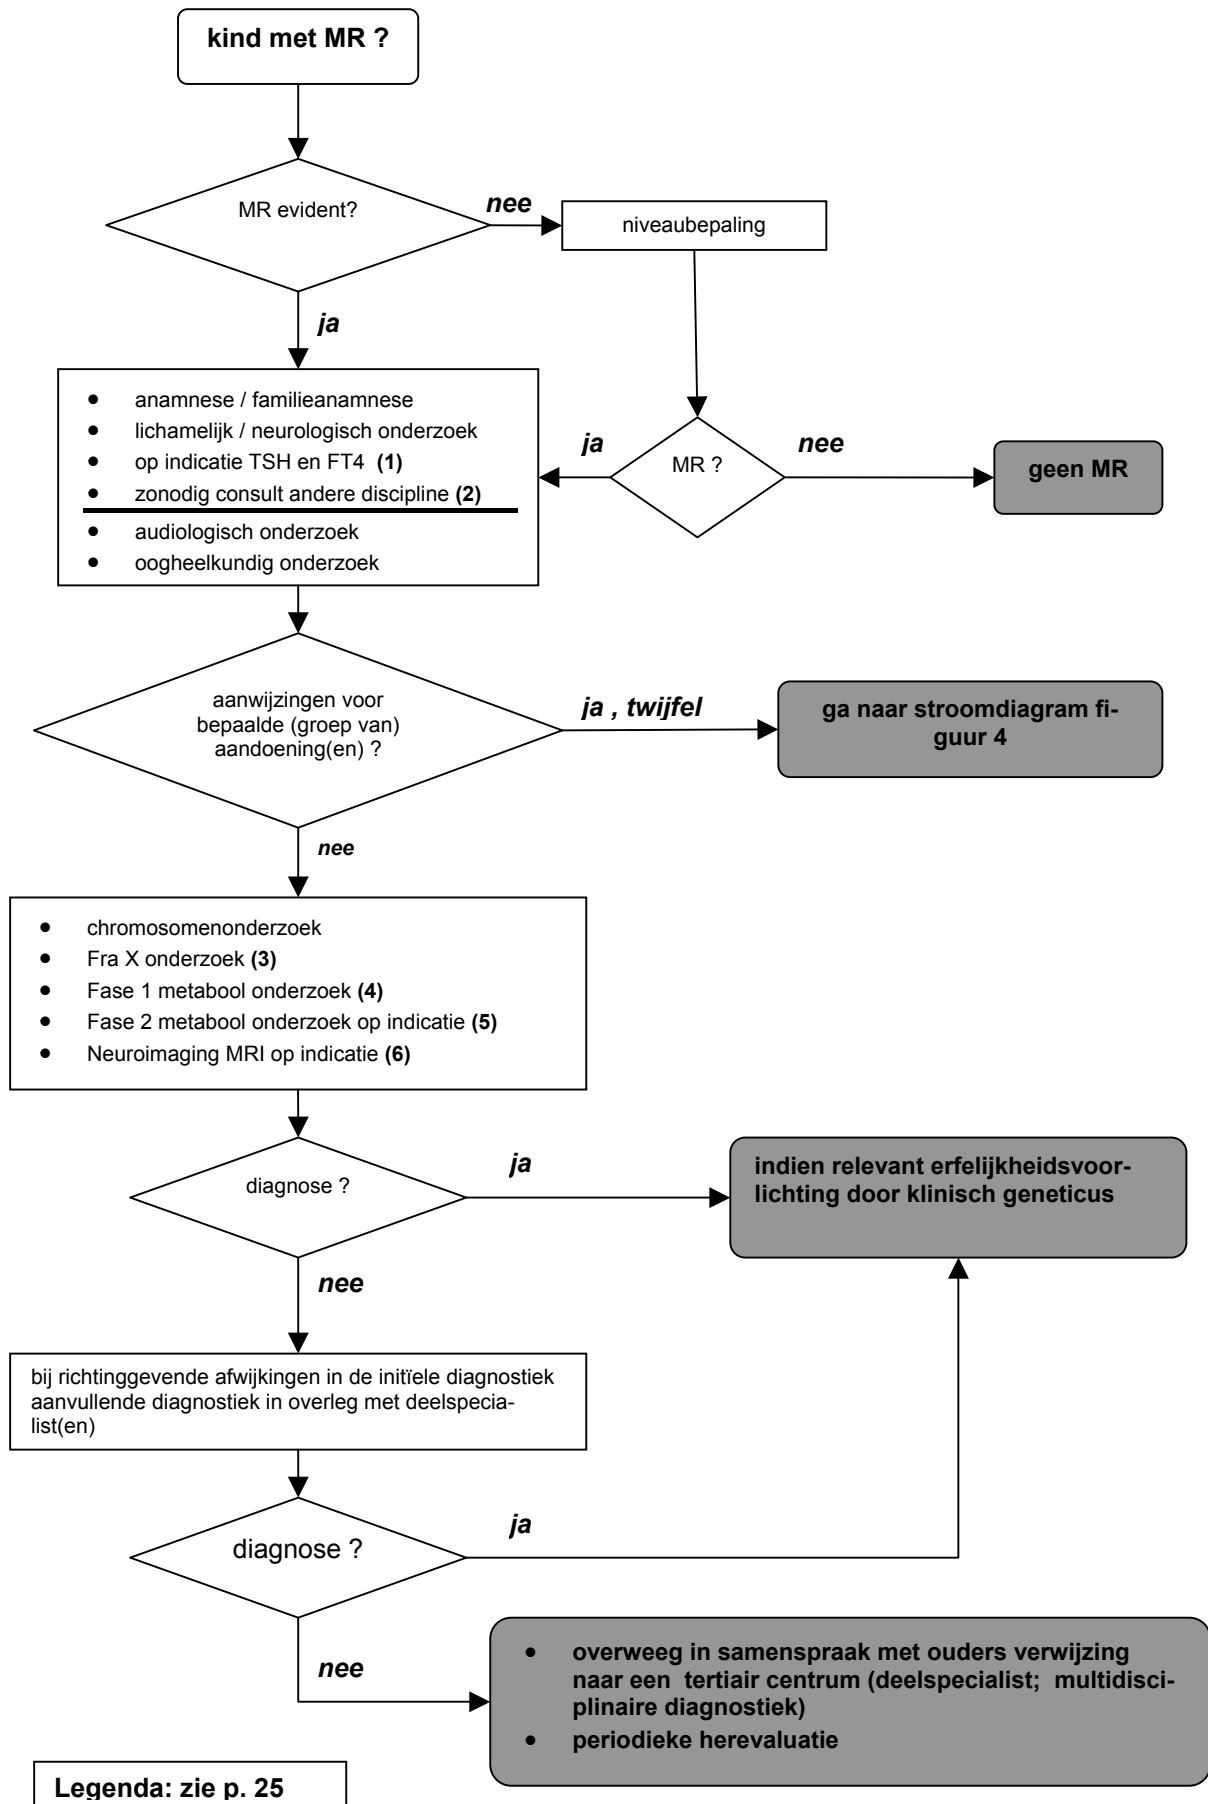 kind met MR ?
MR evident?
nee
niveaubepaling
ja
• anamnese / familieanamnese
• lichamelijk / neurologisch onderzoek
• op indicatie TSH en FT4 (1)
• zonodig consult andere discipline (2)
• audiologisch onderzoek
• oogheelkundig onderzoek
ja
MR ?
nee
geen MR
aanwijzingen voor
bepaalde (groep van)
aandoening(en) ?
ja , twijfel
ga naar stroomdiagram fi-
guur 4
nee
• chromosomenonderzoek
• Fra X onderzoek (3)
• Fase 1 metabool onderzoek (4)
• Fase 2 metabool onderzoek op indicatie (5)
• Neuroimaging MRI op indicatie (6)
diagnose ?
ja
indien relevant erfelijkheidsvoor-
lichting door klinisch geneticus
nee
bij richtinggevende afwijkingen in de initïele diagnostiek
aanvullende diagnostiek in overleg met deelspecia-
list(en)
diagnose ?
ja
nee
• overweeg in samenspraak met ouders verwijzing
naar een tertiair centrum (deelspecialist; multidisci-
plinaire diagnostiek)
• periodieke herevaluatie
Legenda: zie p. 25